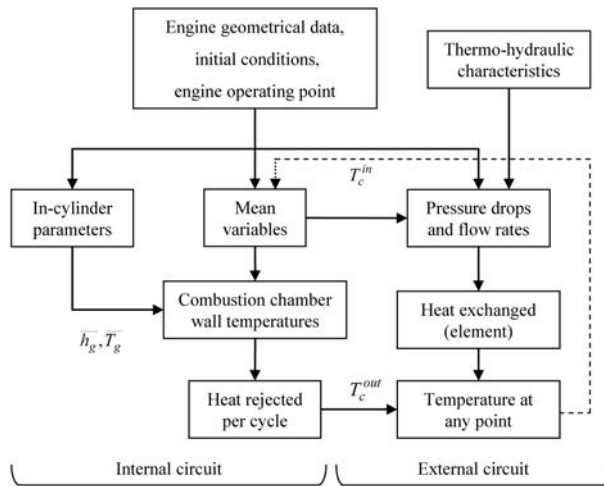 Engine geometrical data,
initial conditions,
engine operating point
Thermo-hydraulic
characteristics
T_c^{in}
In-cylinder
parameters
Mean
variables
Pressure drops
and flow rates
Combustion chamber
wall temperatures
Heat exchanged
(element)
\overline{h_g}, \overline{T_g}
Heat rejected
per cycle
T_c^{out}
Temperature at
any point
Internal circuit
External circuit